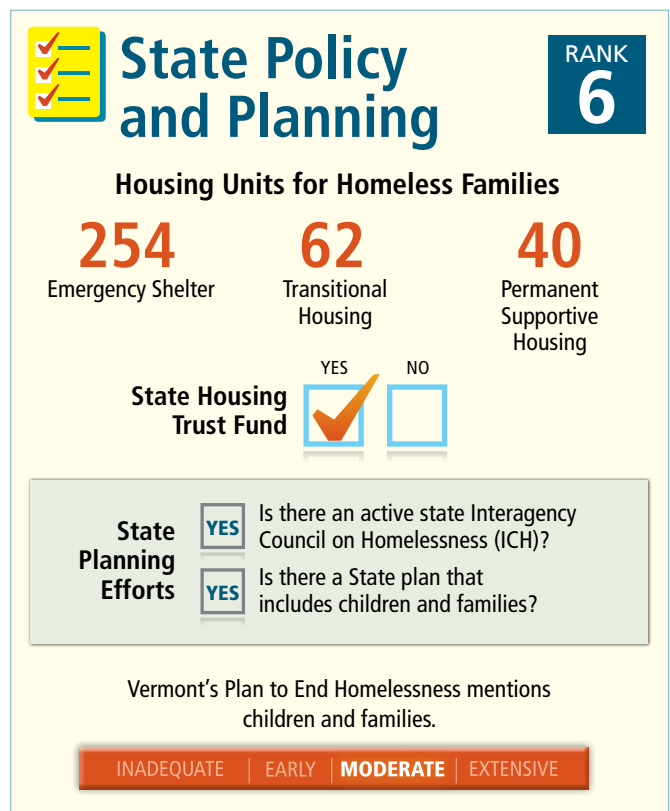 State Policy
and Planning
RANK
6
Housing Units for Homeless Families
254
Emergency Shelter
62
Transitional
Housing
40
Permanent
Supportive
Housing
YES
NO
State Housing
Trust Fund
State
Planning
Efforts
YES
Is there an active state Interagency
Council on Homelessness (ICH)?
YES
Is there a State plan that
includes children and families?
Vermont's Plan to End Homelessness mentions
children and families.
INADEQUATE | EARLY | MODERATE | EXTENSIVE